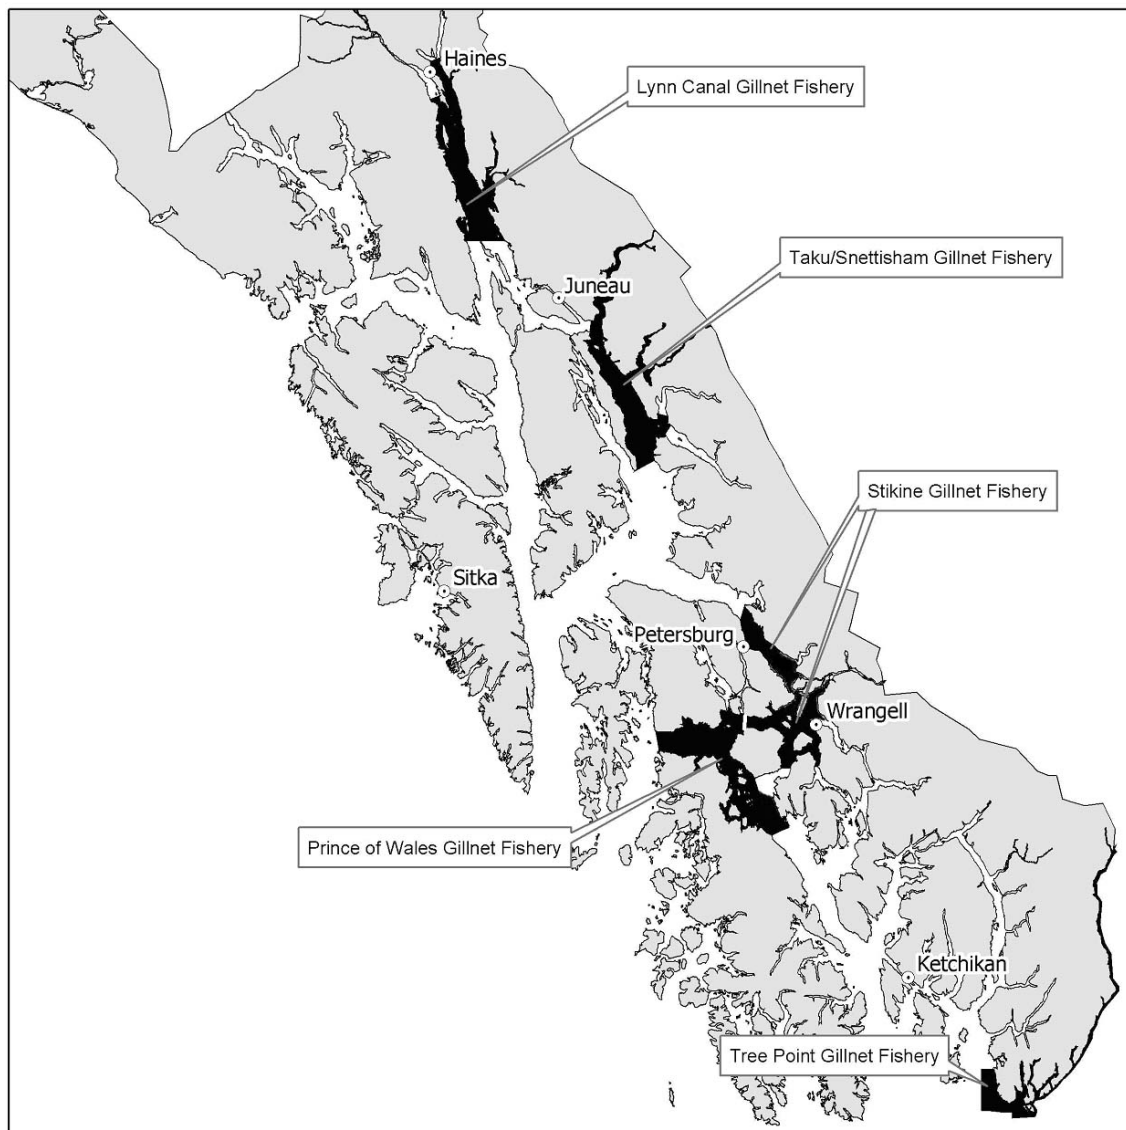 Haines
Lynn Canal Gillnet Fishery
Taku/Snettisham Gillnet Fishery
Juneau
Stikine Gillnet Fishery
Sitka
Petersburg
Wrangell
Prince of Wales Gillnet Fishery
Ketchikan
Tree Point Gillnet Fishery